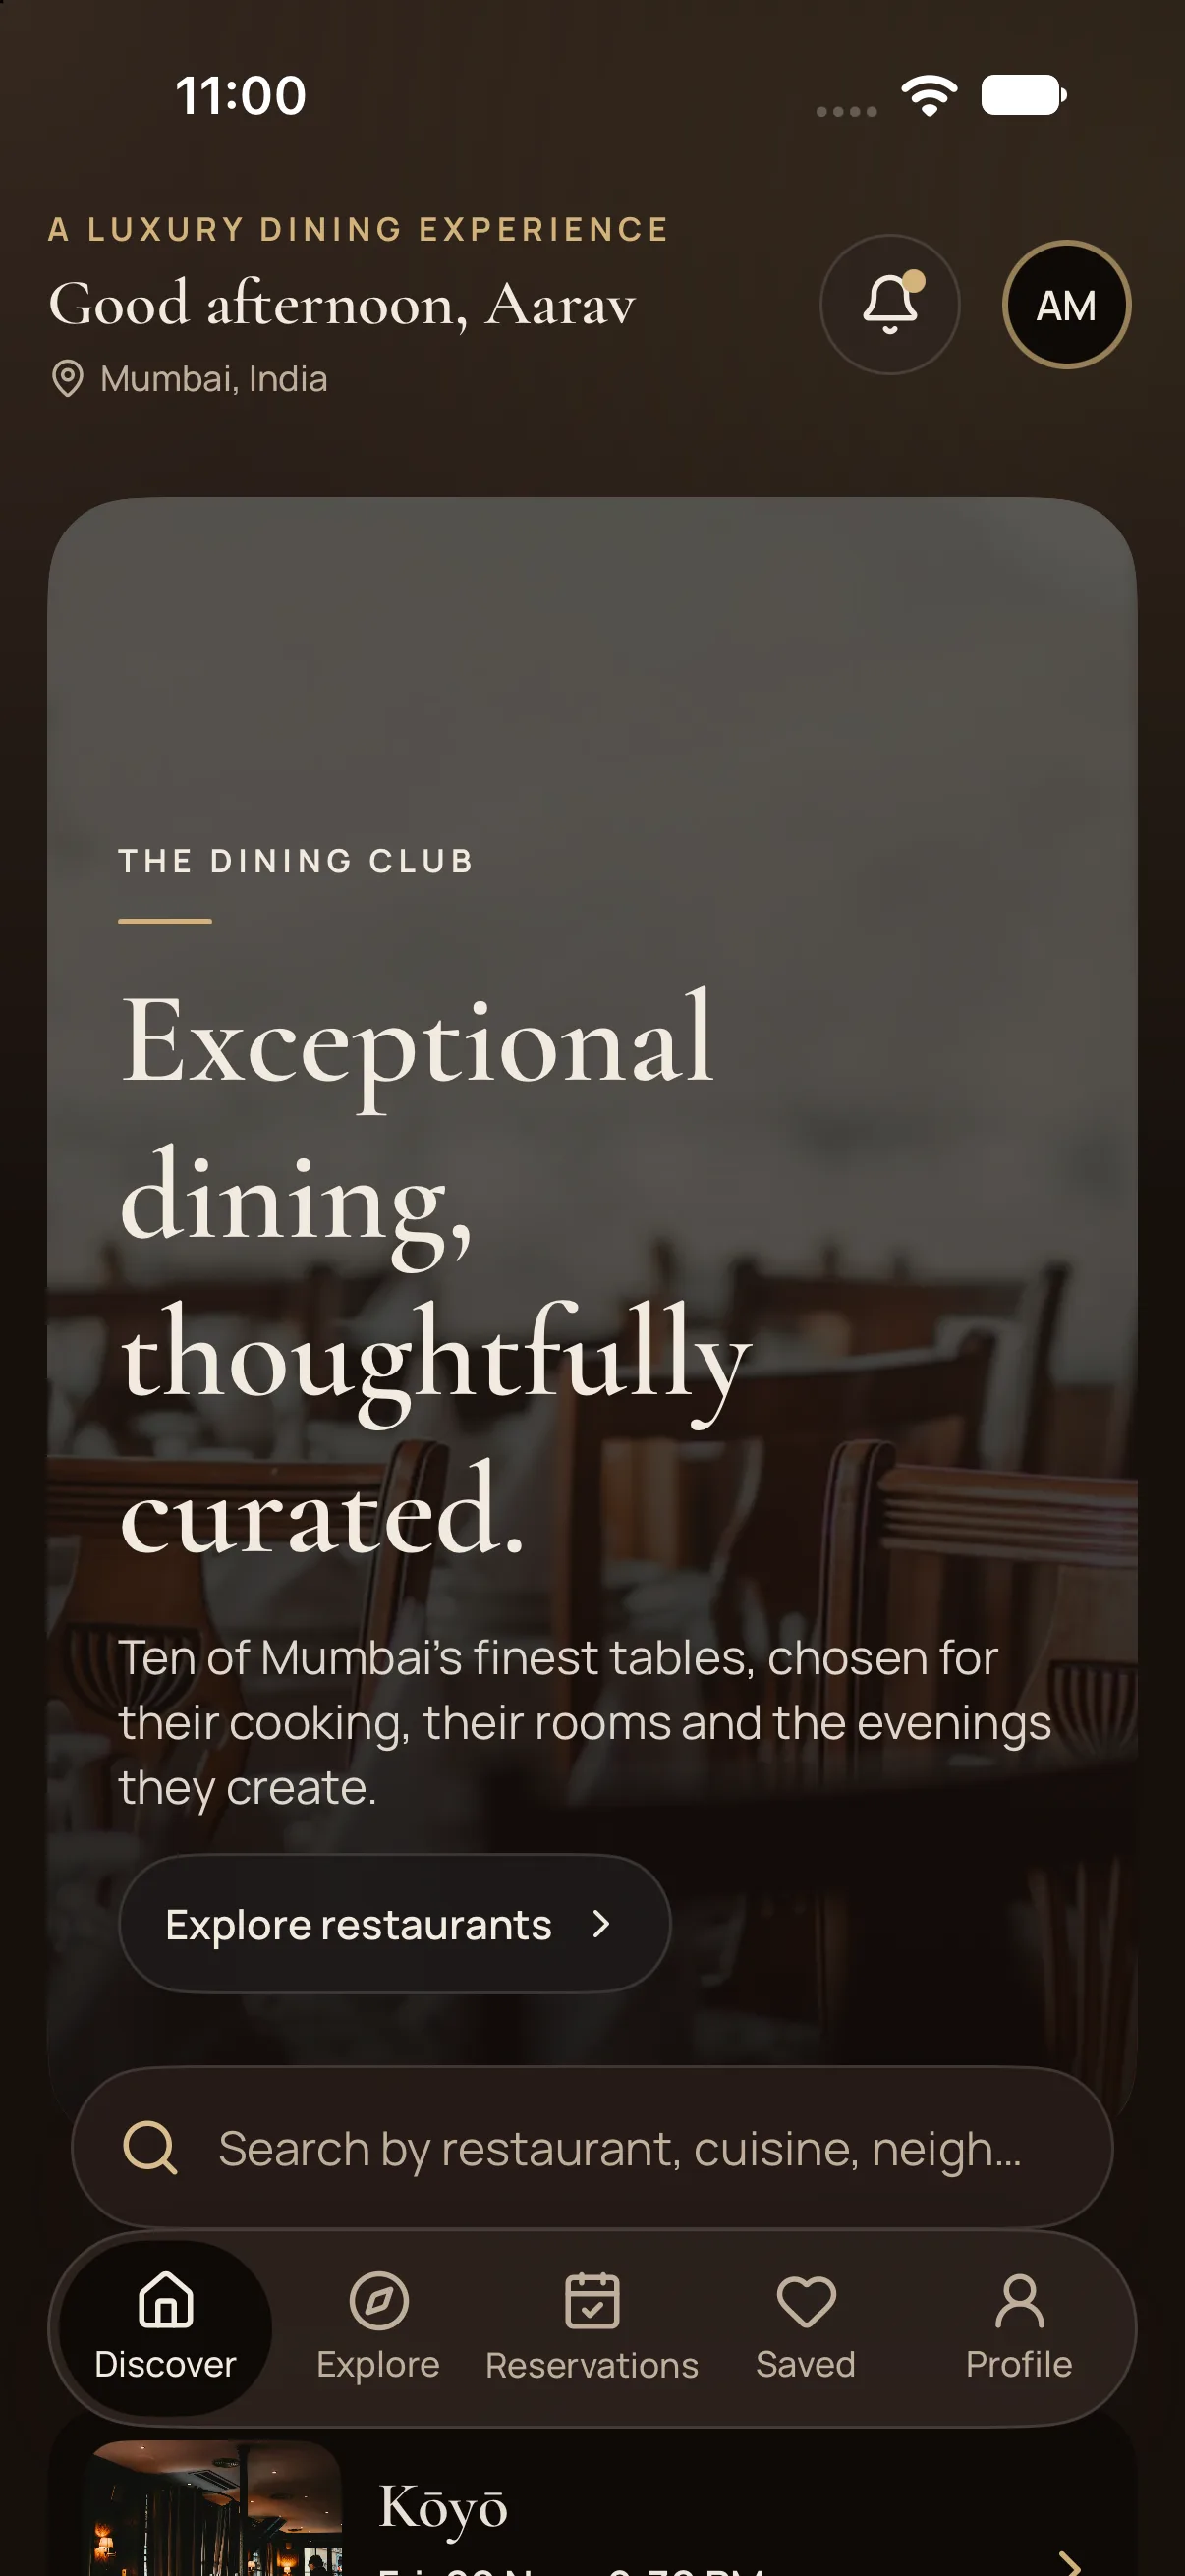 11:00
A LUXURY DINING EXPERIENCE
Good afternoon, Aarav
Mumbai, India
AM
THE DINING CLUB
Exceptional
dining,
thoughtfully
curated.
Ten of Mumbai’s finest tables, chosen for
their cooking, their rooms and the evenings
they create.
Explore restaurants
Search by restaurant, cuisine, neigh...
Discover
Explore
Reservations
Saved
Profile
Kōyō